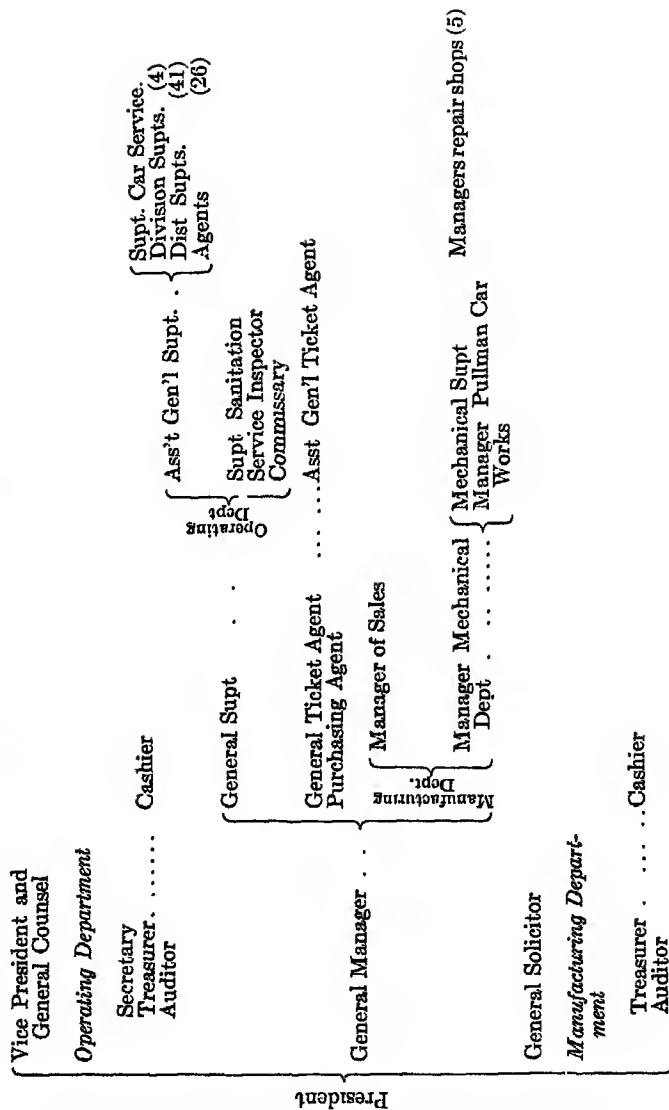 President
Vice President and
General Counsel
Operating Department
Secretary
Treasurer. . . . . . . Cashier
Auditor
General Manager . . .
General Supt . .
Operating
Dept
Ass't Gen'l Supt. .
Supt. Car Service.
Division Supts. (4)
Dist Supts. (41)
Agents (26)
Supt Sanitation
Service Inspector
Commissary
General Ticket Agent ... ... Asst Gen'l Ticket Agent
Purchasing Agent
Manufacturing
Dept.
Manager of Sales
Manager Mechanical
Dept . .. .. .....
Mechanical Supt
Manager Pullman Car
Works
Managers repair shops (5)
General Solicitor
Manufacturing Depart-
ment
Treasurer . ... .. Cashier
Auditor